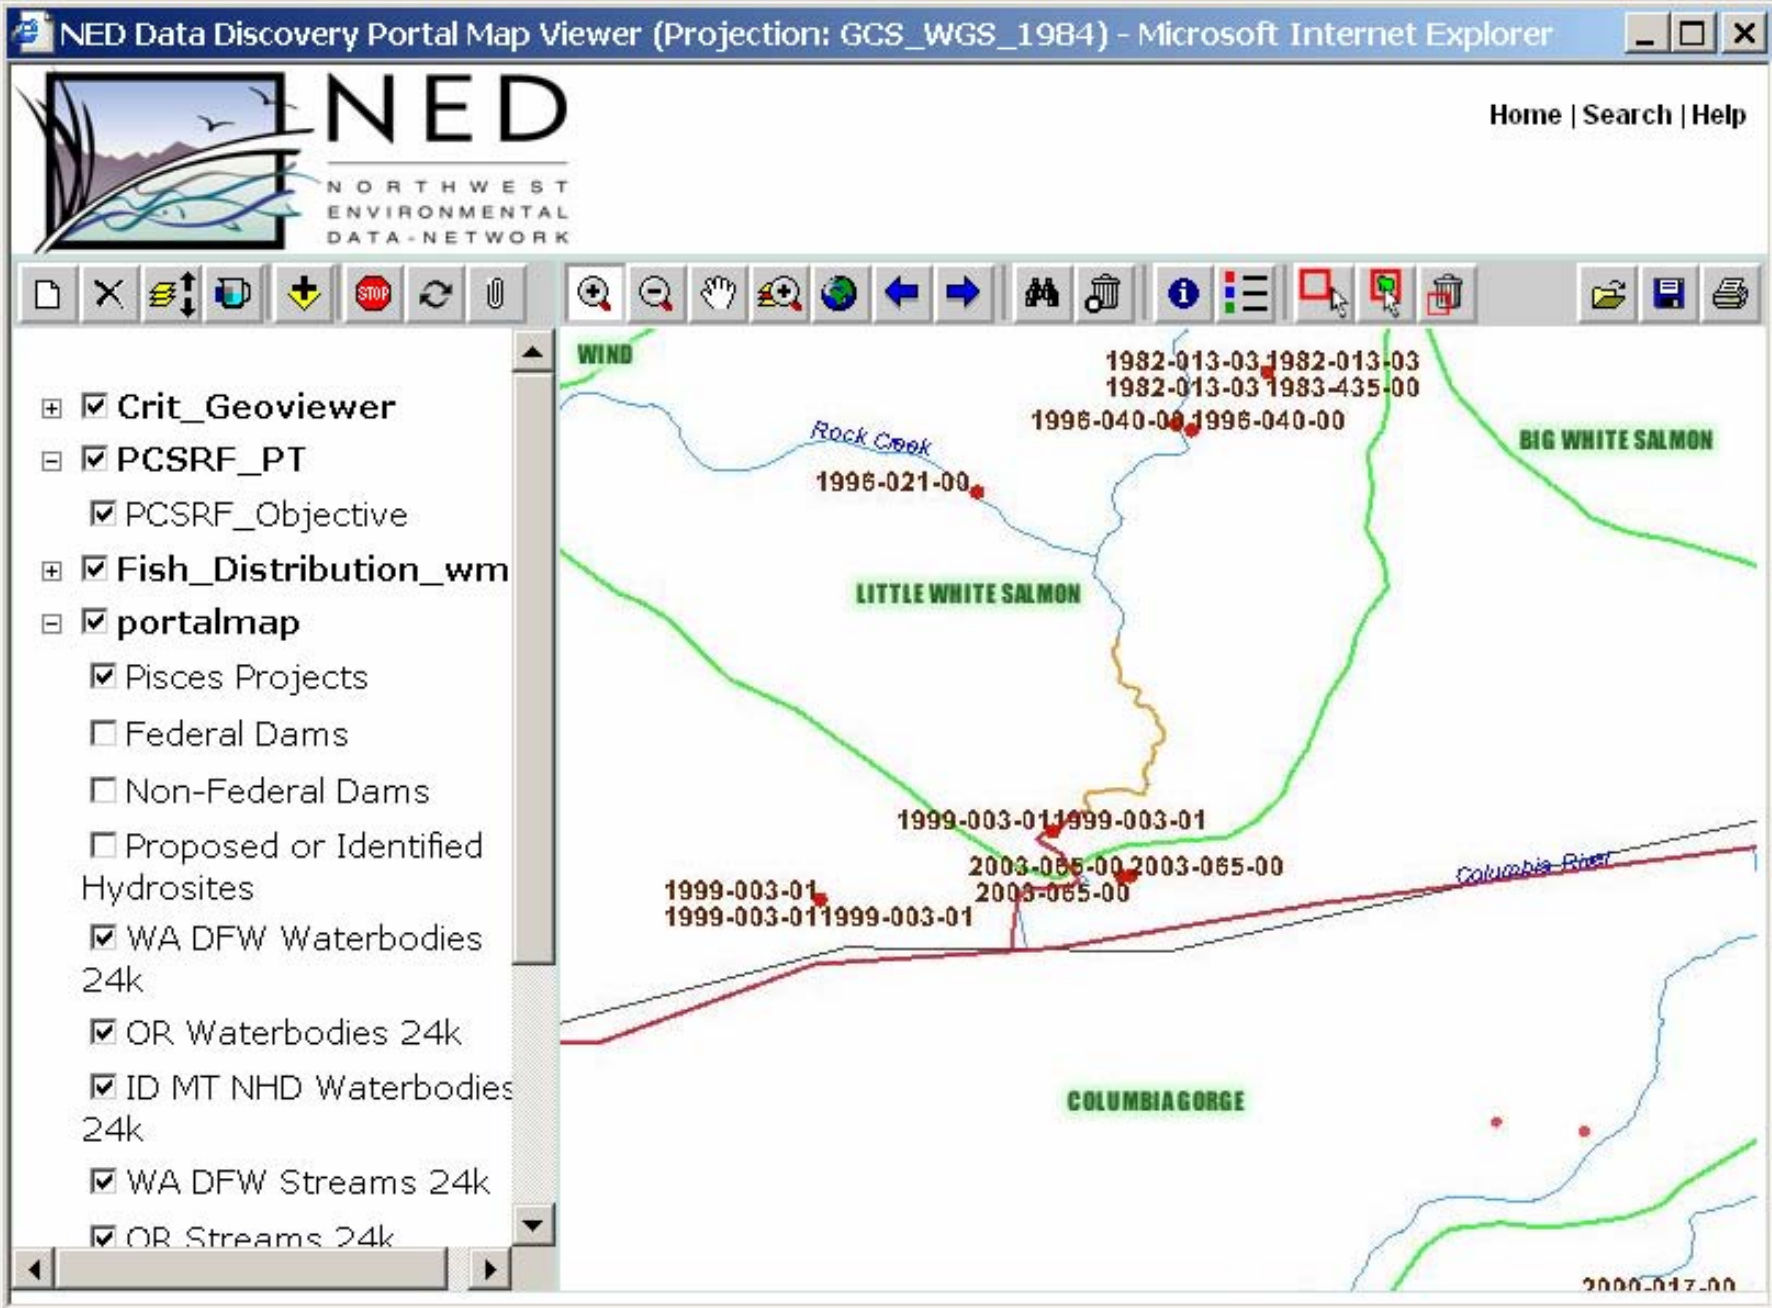 NED Data Discovery Portal Map Viewer (Projection: GCS_WGS_1984) - Microsoft Internet Explorer
NED
NORTHWEST
ENVIRONMENTAL
DATA-NETWORK
Home | Search | Help
STOP
Crit_Geoviewer
PCSRF_PT
PCSRF_Objective
Fish_Distribution_wm
portalmap
Pisces Projects
Federal Dams
Non-Federal Dams
Proposed or Identified
Hydrosites
WA DFW Waterbodies
24k
OR Waterbodies 24k
ID MT NHD Waterbodies
24k
WA DFW Streams 24k
OR Streams 24k
WIND
1982-013-03 1982-013-03
1982-013-03 1983-435-00
1996-040-00 1996-040-00
Rock Creek
BIG WHITE SALMON
1996-021-00
LITTLE WHITE SALMON
1999-003-01 1999-003-01
2003-065-00 2003-065-00
2003-065-00
Columbia River
1999-003-01
1999-003-01 1999-003-01
COLUMBIA GORGE
2000-017-00